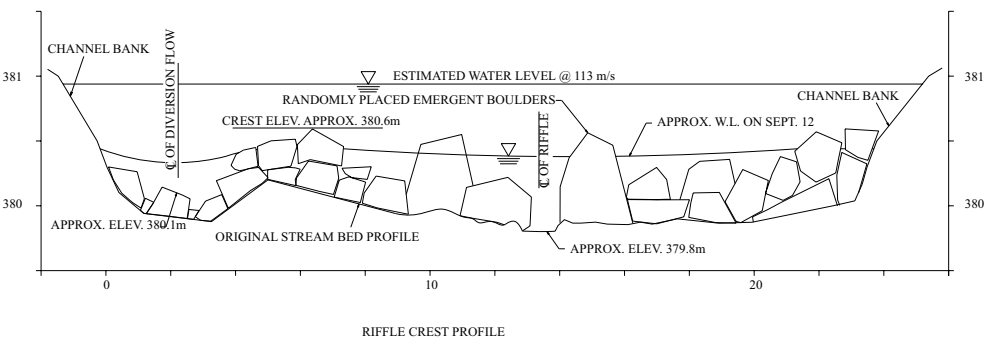 CHANNEL BANK
℄ OF DIVERSION FLOW
381
ESTIMATED WATER LEVEL @ 113 m/s
381
RANDOMLY PLACED EMERGENT BOULDERS
CHANNEL BANK
CREST ELEV. APPROX. 380.6m
℄ OF RIFFLE
APPROX. W.L. ON SEPT. 12
380
380
APPROX. ELEV. 380.1m
ORIGINAL STREAM BED PROFILE
APPROX. ELEV. 379.8m
0
10
20
RIFFLE CREST PROFILE